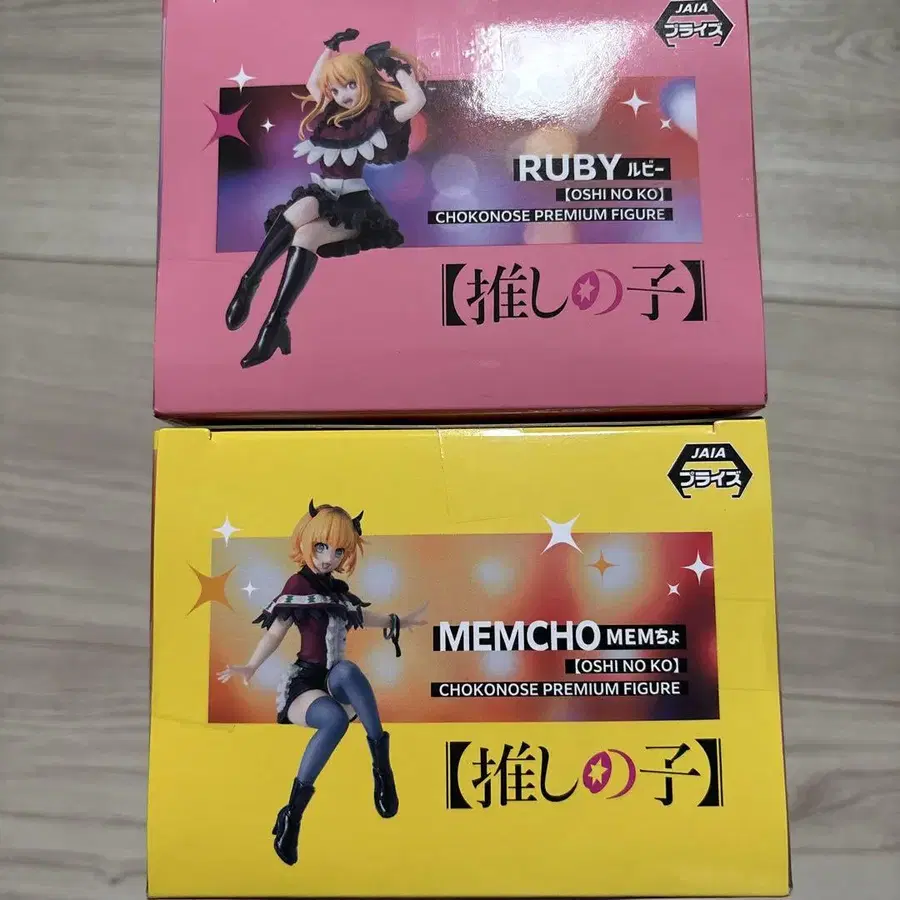 JAIA
プライズ
RUBY ルビー
【OSHI NO KO】
CHOKONOSE PREMIUM FIGURE
【推しの子】
JAIA
プライズ
MEMCHO MEMちょ
【OSHI NO KO】
CHOKONOSE PREMIUM FIGURE
【推しの子】